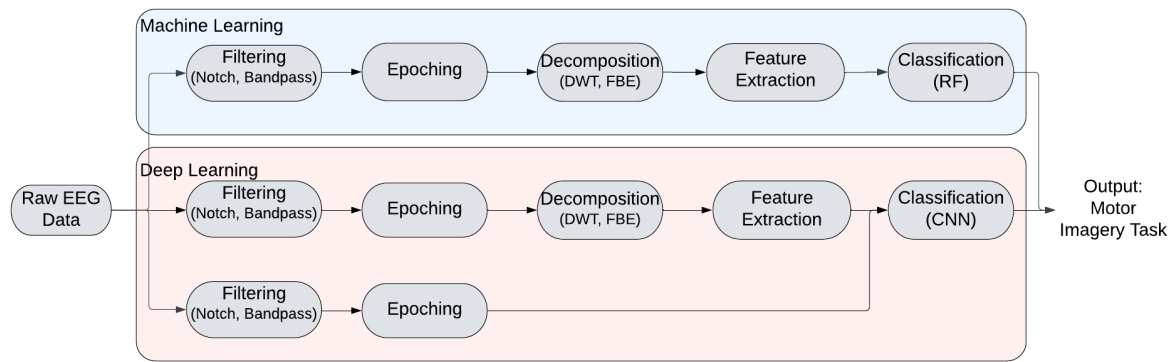 Machine Learning
Filtering
(Notch, Bandpass)
Epoching
Decomposition
(DWT, FBE)
Feature
Extraction
Classification
(RF)
Raw EEG
Data
Deep Learning
Filtering
(Notch, Bandpass)
Epoching
Decomposition
(DWT, FBE)
Feature
Extraction
Classification
(CNN)
Filtering
(Notch, Bandpass)
Epoching
Output:
Motor
Imagery Task